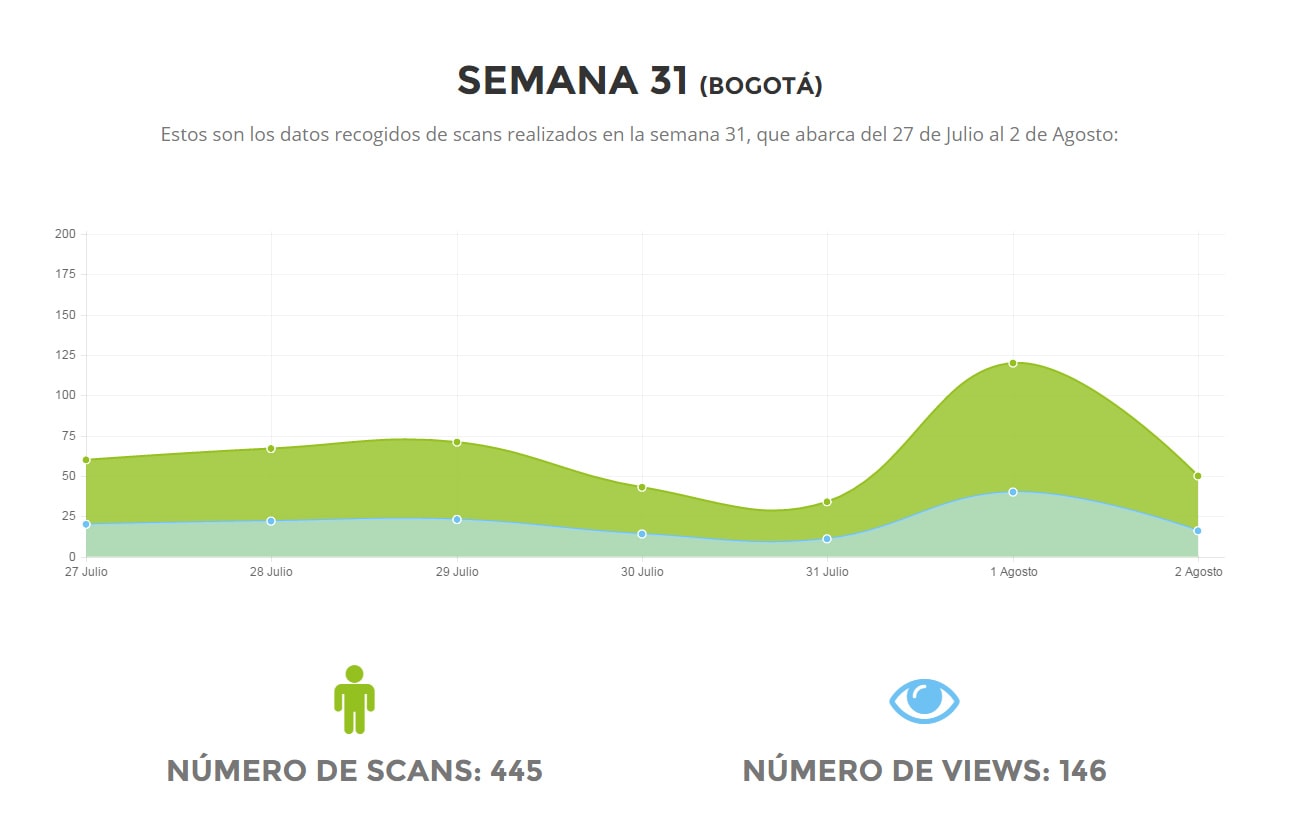 SEMANA 31 (BOGOTÁ)
Estos son los datos recogidos de scans realizados en la semana 31, que abarca del 27 de Julio al 2 de Agosto:
200
175
150
125
100
75
50
25
0
27 Julio 28 Julio 29 Julio 30 Julio 31 Julio 1 Agosto 2 Agosto
NÚMERO DE SCANS: 445 NÚMERO DE VIEWS: 146